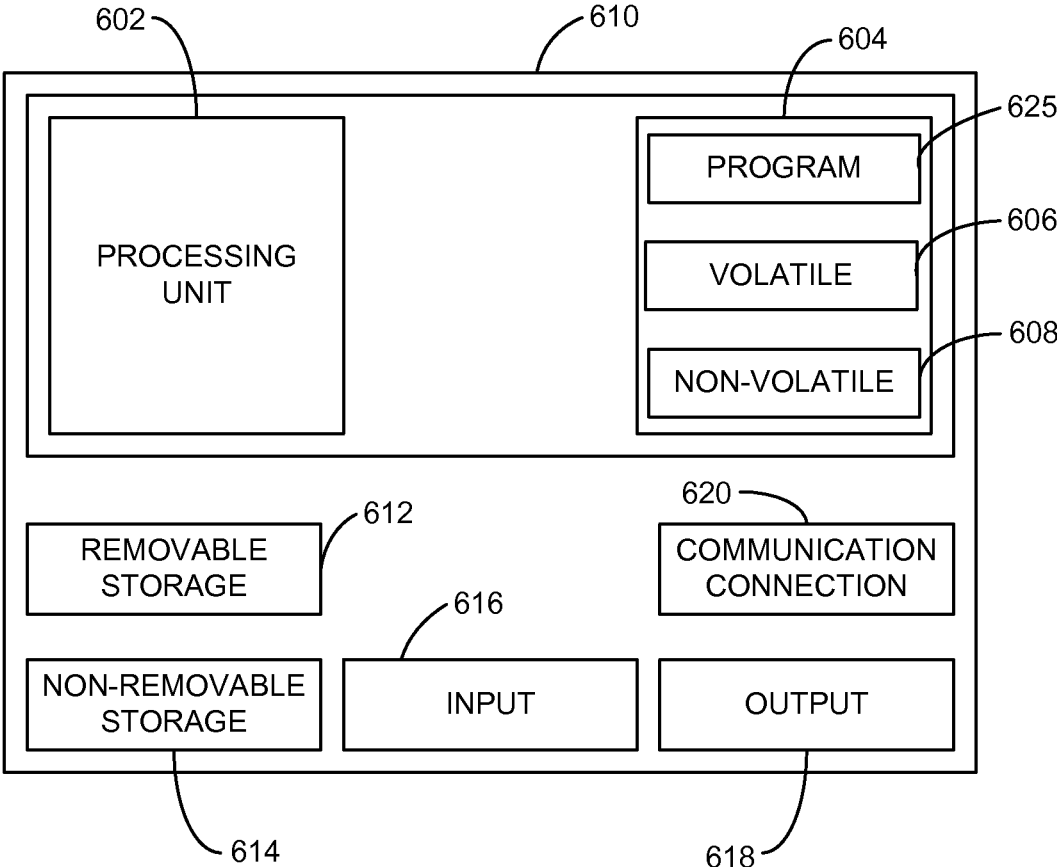 602
610
604
625
PROGRAM
606
PROCESSING
UNIT
VOLATILE
608
NON-VOLATILE
620
612
REMOVABLE
STORAGE
COMMUNICATION
CONNECTION
616
NON-REMOVABLE
STORAGE
INPUT
OUTPUT
614
618